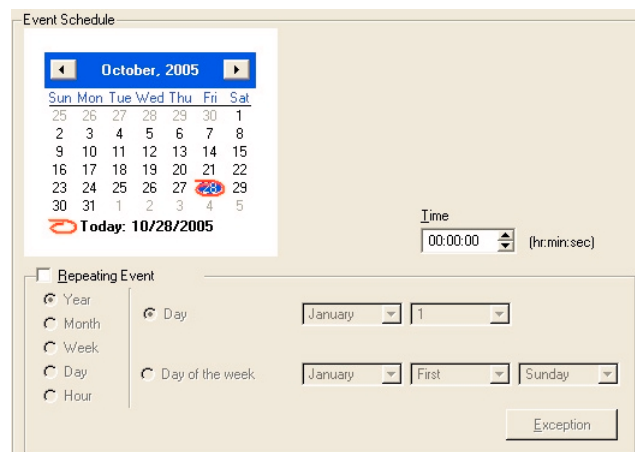 Event Schedule
October, 2005
Sun Mon Tue Wed Thu Fri Sat
25 26 27 28 29 30 1
2 3 4 5 6 7 8
9 10 11 12 13 14 15
16 17 18 19 20 21 22
23 24 25 26 27 28 29
30 31 1 2 3 4 5
Today: 10/28/2005
Time
00:00:00 (hr:min:sec)
Repeating Event
Year
Day January 1
Month
Week
Day
Day of the week January First Sunday
Hour
Exception